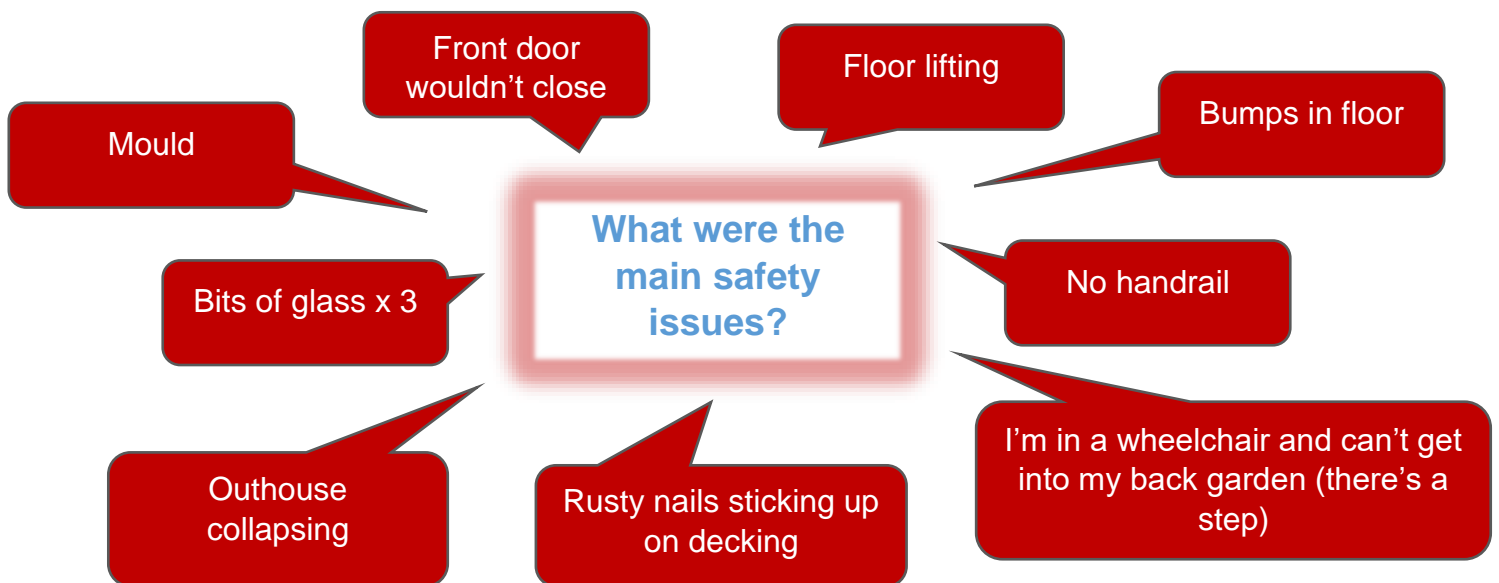 Front door
wouldn’t close
Floor lifting
Mould
Bumps in floor
What were the
main safety
issues?
Bits of glass x 3
No handrail
I’m in a wheelchair and can’t get
into my back garden (there’s a
step)
Outhouse
collapsing
Rusty nails sticking up
on decking